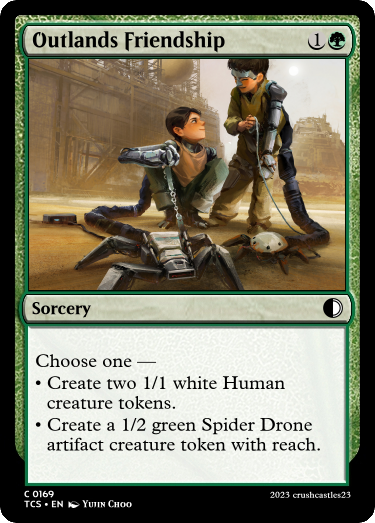 Outlands Friendship 1
Sorcery
Choose one —
• Create two 1/1 white Human
creature tokens.
• Create a 1/2 green Spider Drone
artifact creature token with reach.
C 0169
TCS • EN Yujin Choo
2023 crushcastles23